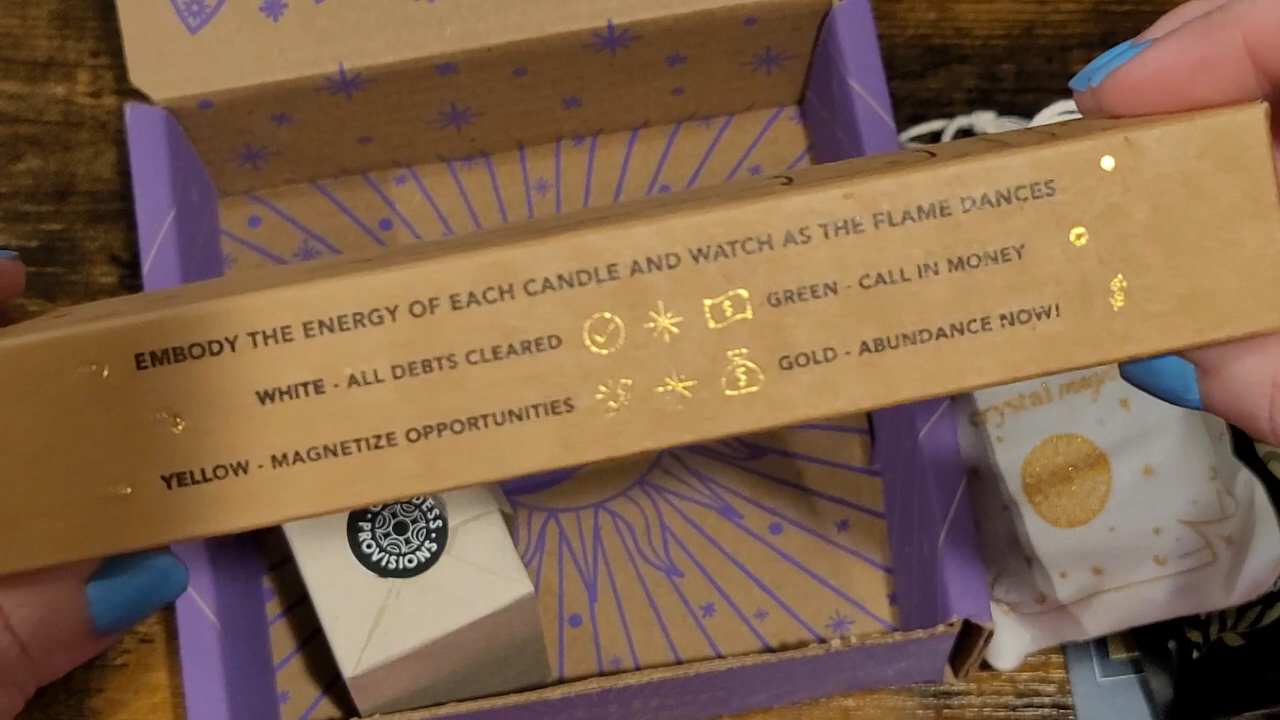 EMBODY THE ENERGY OF EACH CANDLE AND WATCH AS THE FLAME DANCES
WHITE - ALL DEBTS CLEARED
GREEN - CALL IN MONEY
YELLOW - MAGNETIZE OPPORTUNITIES
GOLD - ABUNDANCE NOW!
PROVISIONS